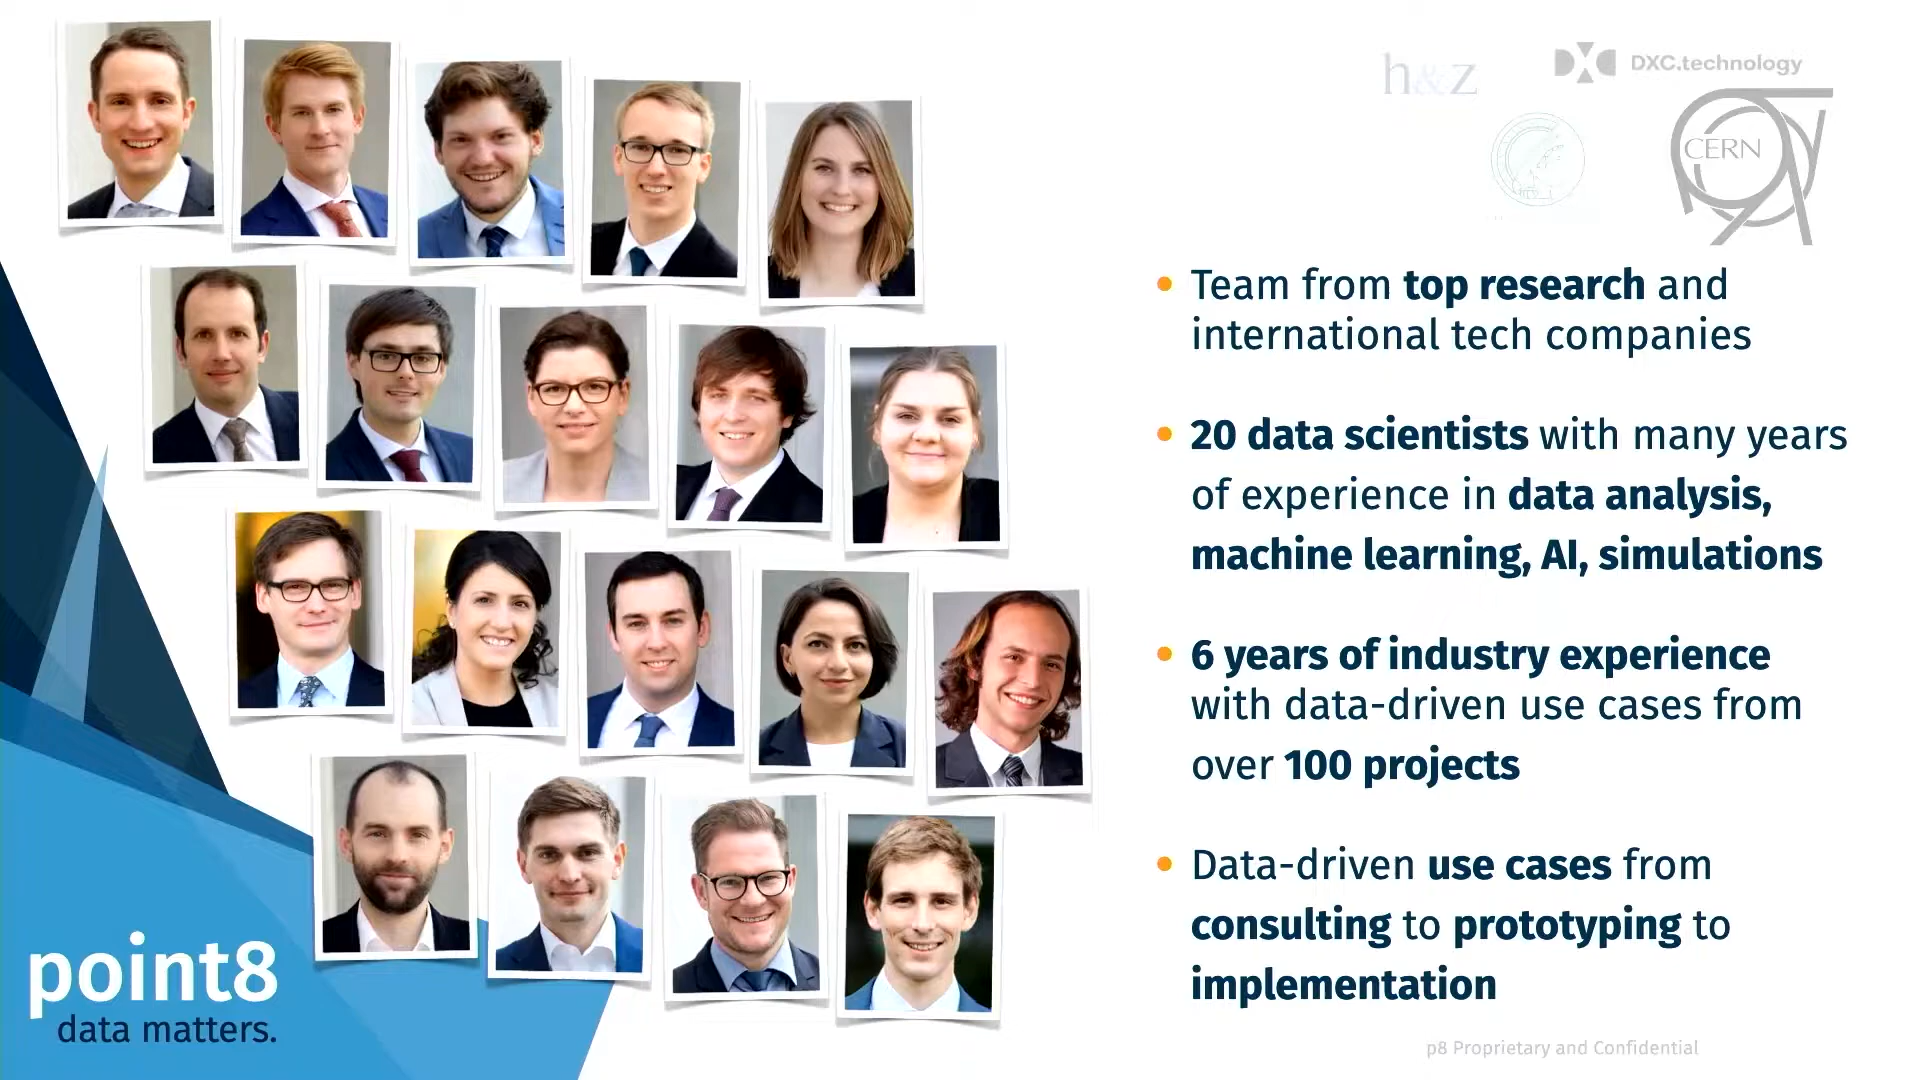 h&z
DXC.technology
CERN
• Team from top research and
international tech companies
• 20 data scientists with many years
of experience in data analysis,
machine learning, AI, simulations
• 6 years of industry experience
with data-driven use cases from
over 100 projects
• Data-driven use cases from
consulting to prototyping to
implementation
point8
data matters.
p8 Proprietary and Confidential